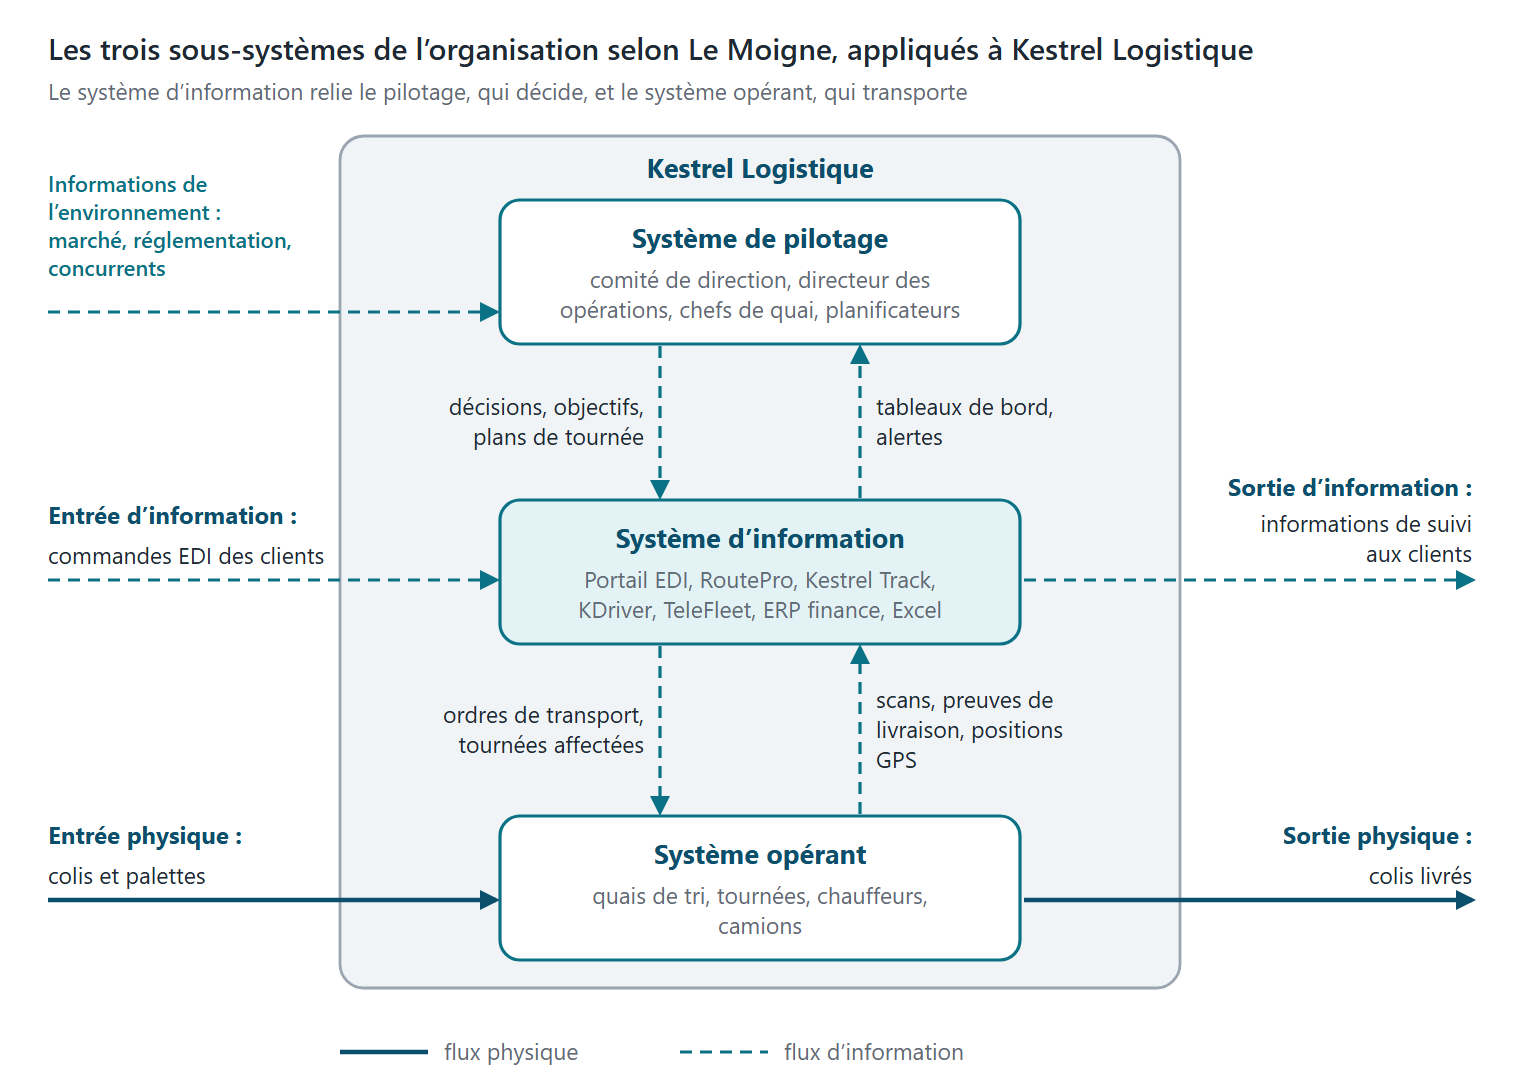 Les trois sous-systèmes de l’organisation selon Le Moigne, appliqués à Kestrel Logistique
Le système d’information relie le pilotage, qui décide, et le système opérant, qui transporte
Kestrel Logistique
Informations de
l’environnement :
marché, réglementation,
concurrents
Système de pilotage
comité de direction, directeur des
opérations, chefs de quai, planificateurs
décisions, objectifs,
plans de tournée
tableaux de bord,
alertes
Entrée d’information :
commandes EDI des clients
Système d’information
Portail EDI, RoutePro, Kestrel Track,
KDriver, TeleFleet, ERP finance, Excel
Sortie d’information :
informations de suivi
aux clients
ordres de transport,
tournées affectées
scans, preuves de
livraison, positions
GPS
Entrée physique :
colis et palettes
Système opérant
quais de tri, tournées, chauffeurs,
camions
Sortie physique :
colis livrés
flux physique
flux d’information